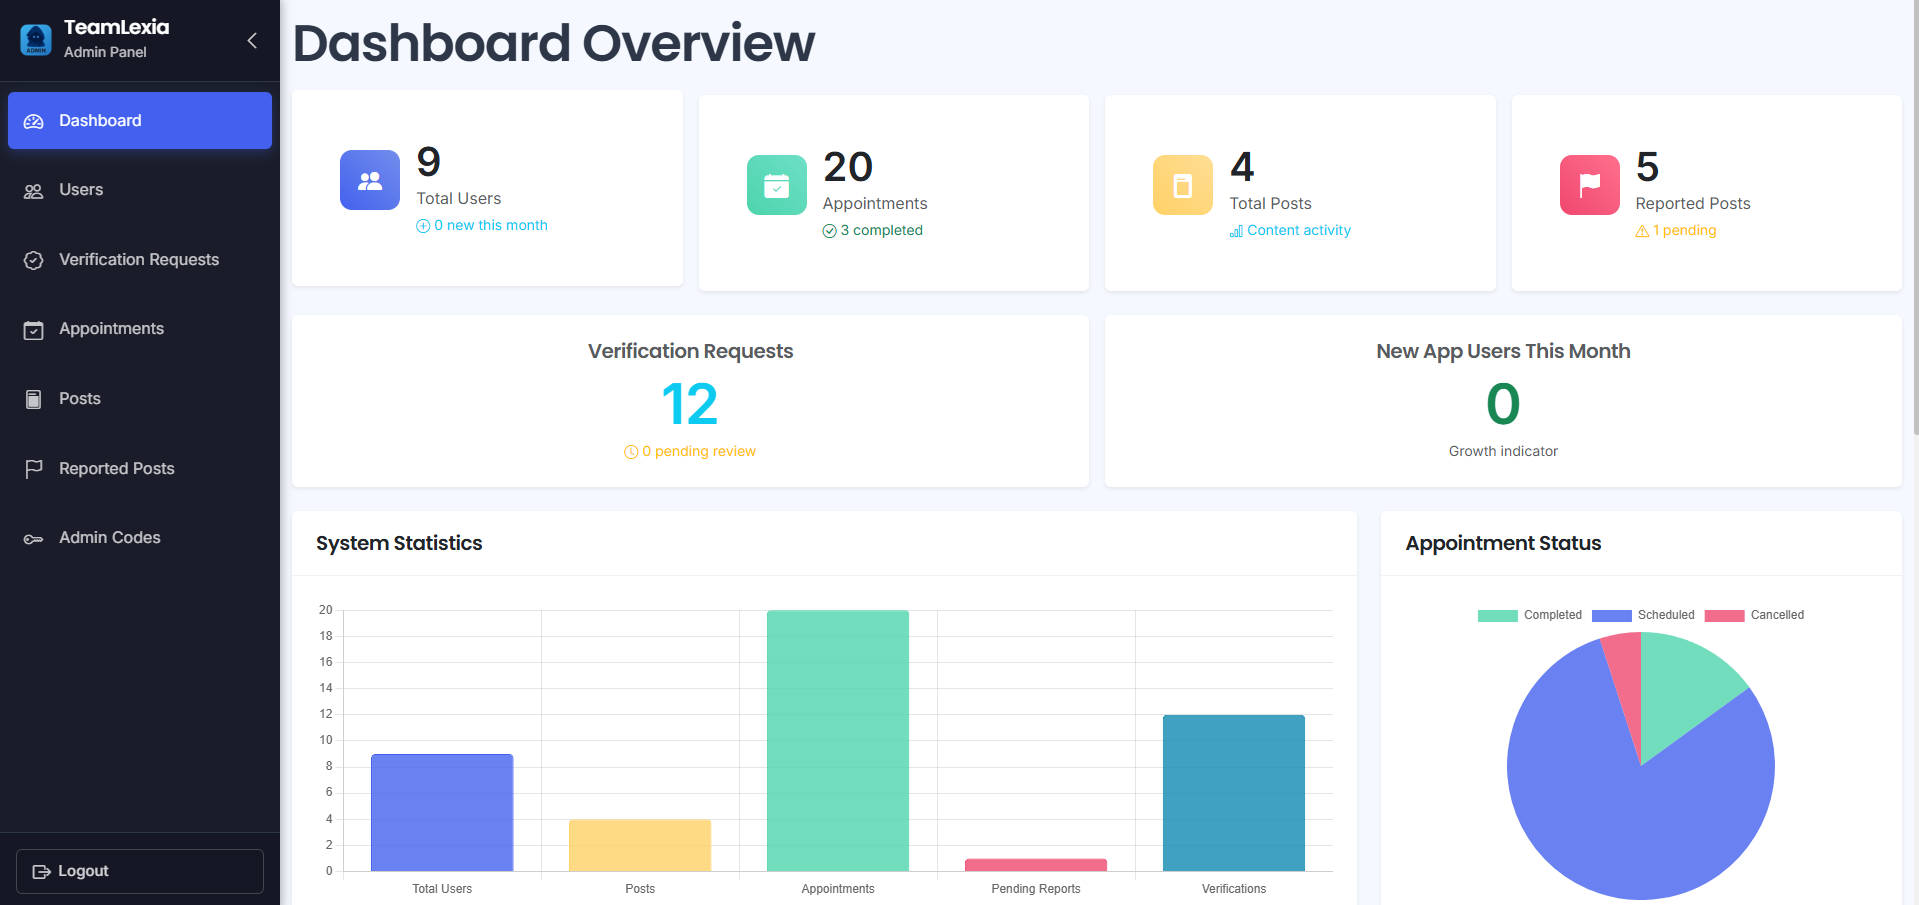 TeamLexia
Admin Panel
ADMIN
Dashboard
Users
Verification Requests
Appointments
Posts
Reported Posts
Admin Codes
Logout
Dashboard Overview
9
Total Users
0 new this month
20
Appointments
3 completed
4
Total Posts
Content activity
5
Reported Posts
1 pending
Verification Requests
12
0 pending review
New App Users This Month
0
Growth indicator
System Statistics
20
18
16
14
12
10
8
6
4
2
0
Total Users
Posts
Appointments
Pending Reports
Verifications
Appointment Status
Completed
Scheduled
Cancelled